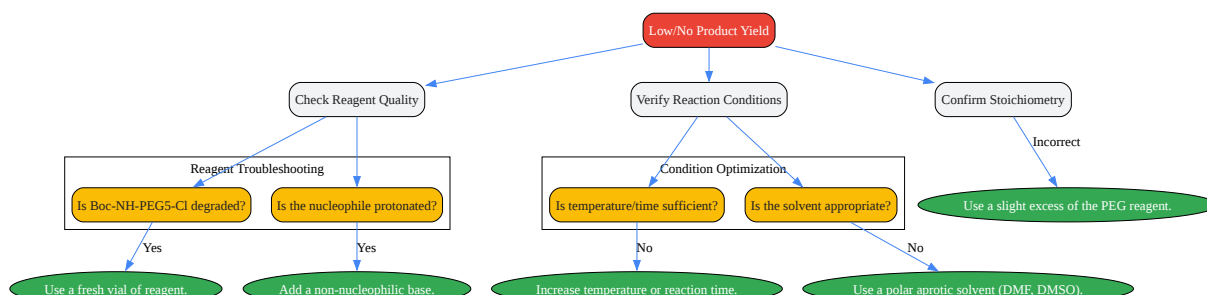 Low/No Product Yield
Check Reagent Quality
Verify Reaction Conditions
Confirm Stoichiometry
Incorrect
Reagent Troubleshooting
Condition Optimization
Is Boc-NH-PEG5-Cl degraded?
Is the nucleophile protonated?
Is temperature/time sufficient?
Is the solvent appropriate?
Use a slight excess of the PEG reagent.
Yes
Yes
No
No
Use a fresh vial of reagent.
Add a non-nucleophilic base.
Increase temperature or reaction time.
Use a polar aprotic solvent (DMF, DMSO).